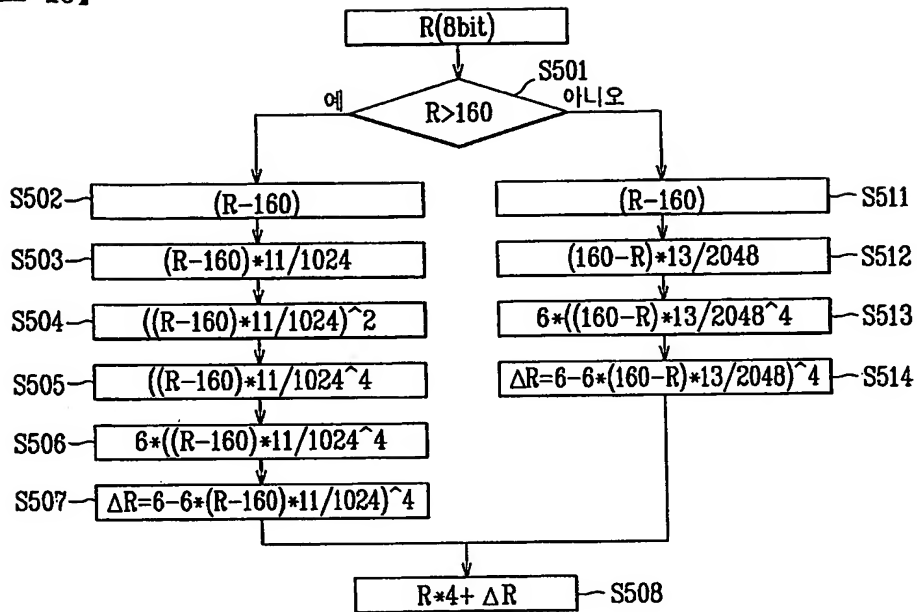 R(8bit)
S501
예
R>160
아니오
S502
(R-160)
S503
(R-160)*11/1024
S504
((R-160)*11/1024)^2
S505
((R-160)*11/1024^4
S506
6*((R-160)*11/1024^4
S507
ΔR=6-6*(R-160)*11/1024)^4
(R-160)
S511
(160-R)*13/2048
S512
6*((160-R)*13/2048^4
S513
ΔR=6-6*(160-R)*13/2048)^4
S514
R*4+ ΔR
S508